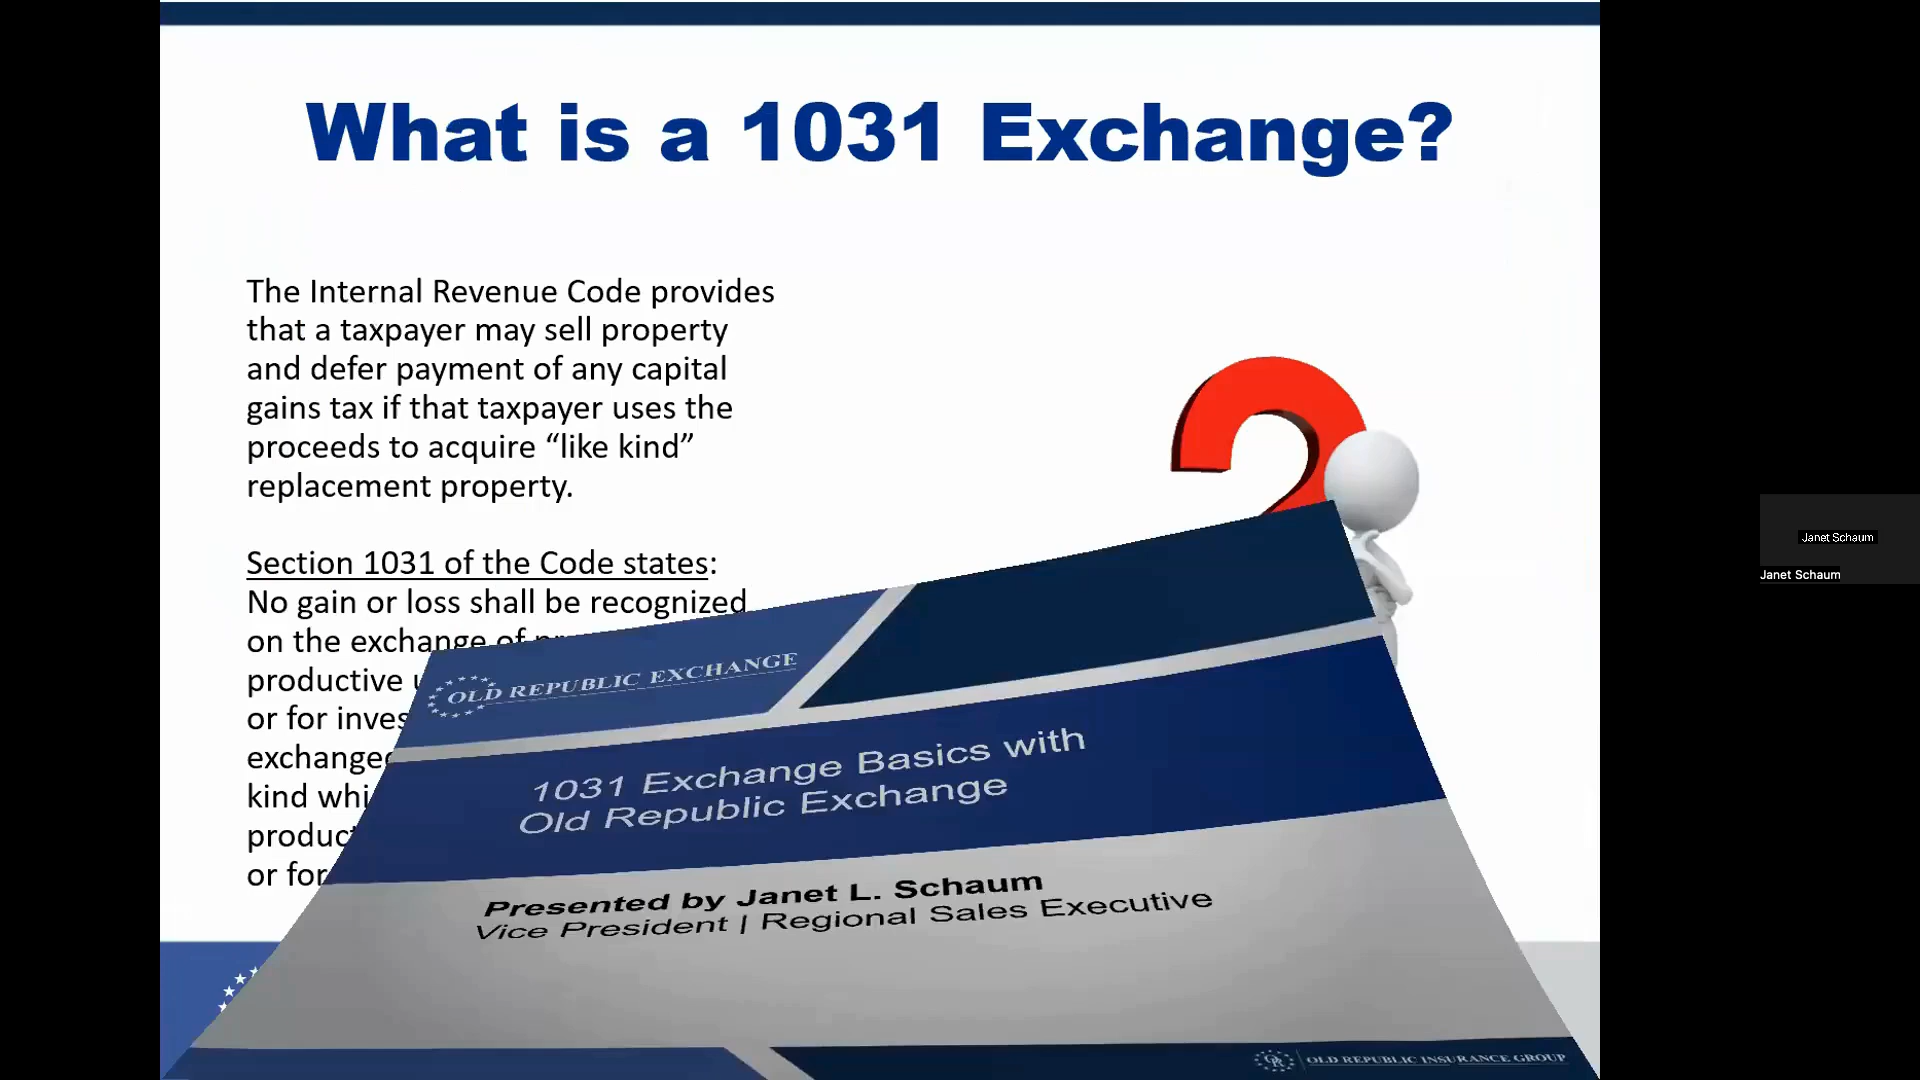 What is a 1031 Exchange?
The Internal Revenue Code provides
that a taxpayer may sell property
and defer payment of any capital
gains tax if that taxpayer uses the
proceeds to acquire “like kind”
replacement property.
Section 1031 of the Code states:
No gain or loss shall be recognized
on the exchange of
productive
or for
kind
or for
OLD REPUBLIC EXCHANGE
1031 Exchange Basics with
Old Republic Exchange
Presented by Janet L. Schaum
Vice President | Regional Sales Executive
OLD REPUBLIC INSURANCE GROUP
Janet Schaum
Janet Schaum